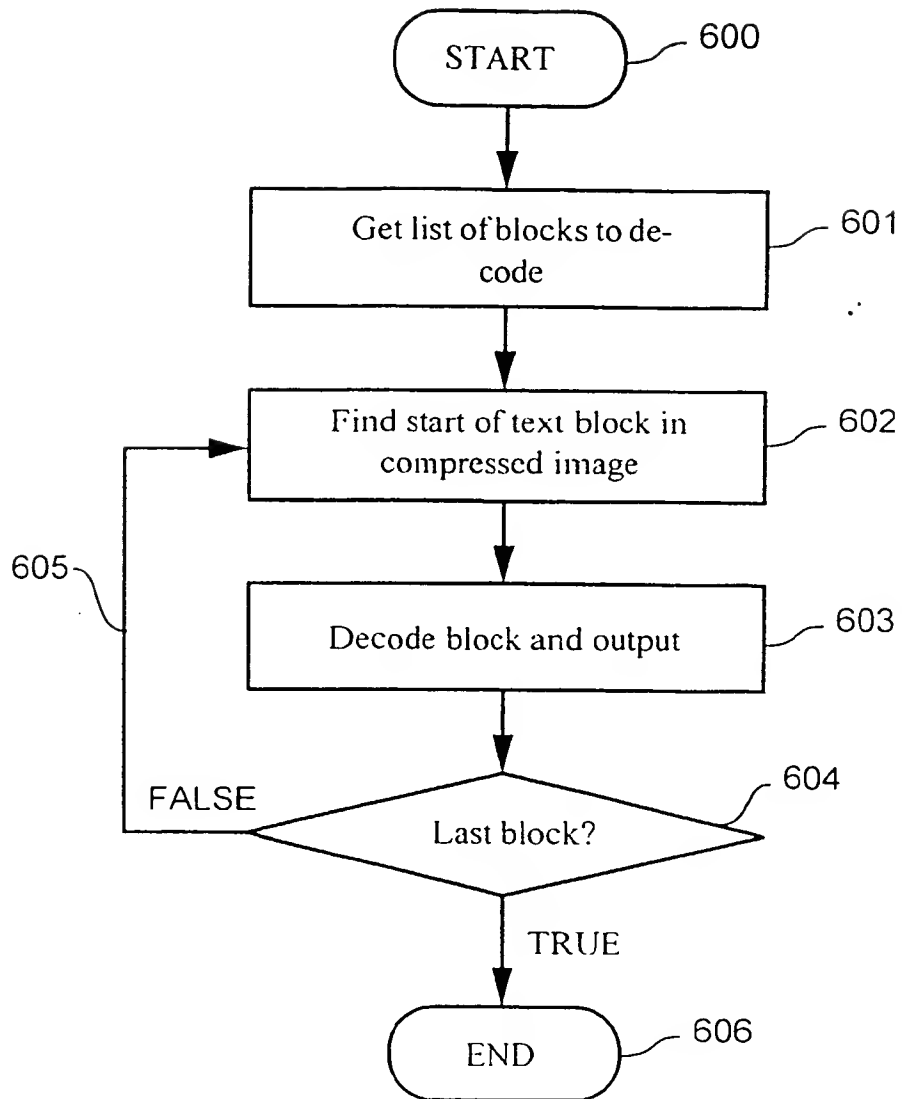 START
600
Get list of blocks to de-
code
601
Find start of text block in
compressed image
602
605
Decode block and output
603
FALSE
Last block?
604
TRUE
END
606